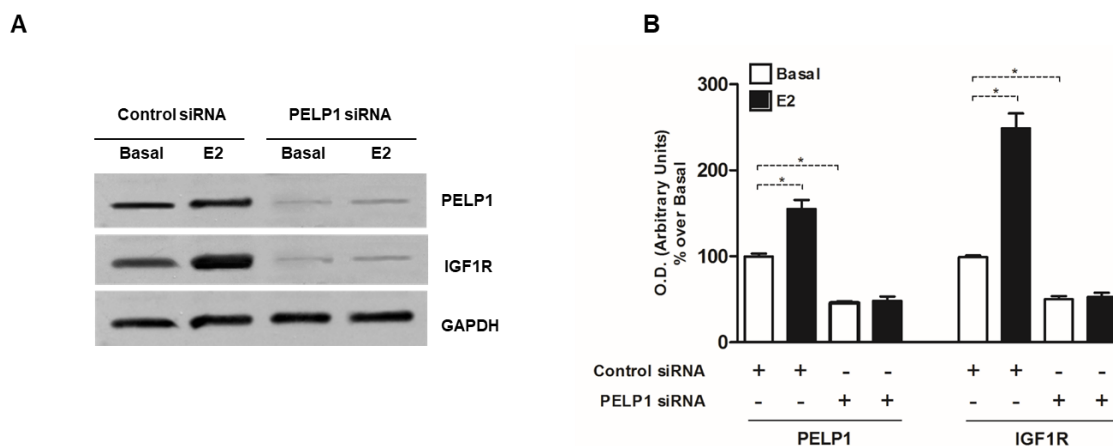 A
Control siRNA PELP1 siRNA
Basal E2 Basal E2
PELP1
IGF1R
GAPDH
B
Basal
E2
O.D. (Arbitrary Units)
% over Basal
300
200
100
0
* * * *
Control siRNA + + - - + + - -
PELP1 siRNA - - + + - - + +
PELP1 IGF1R